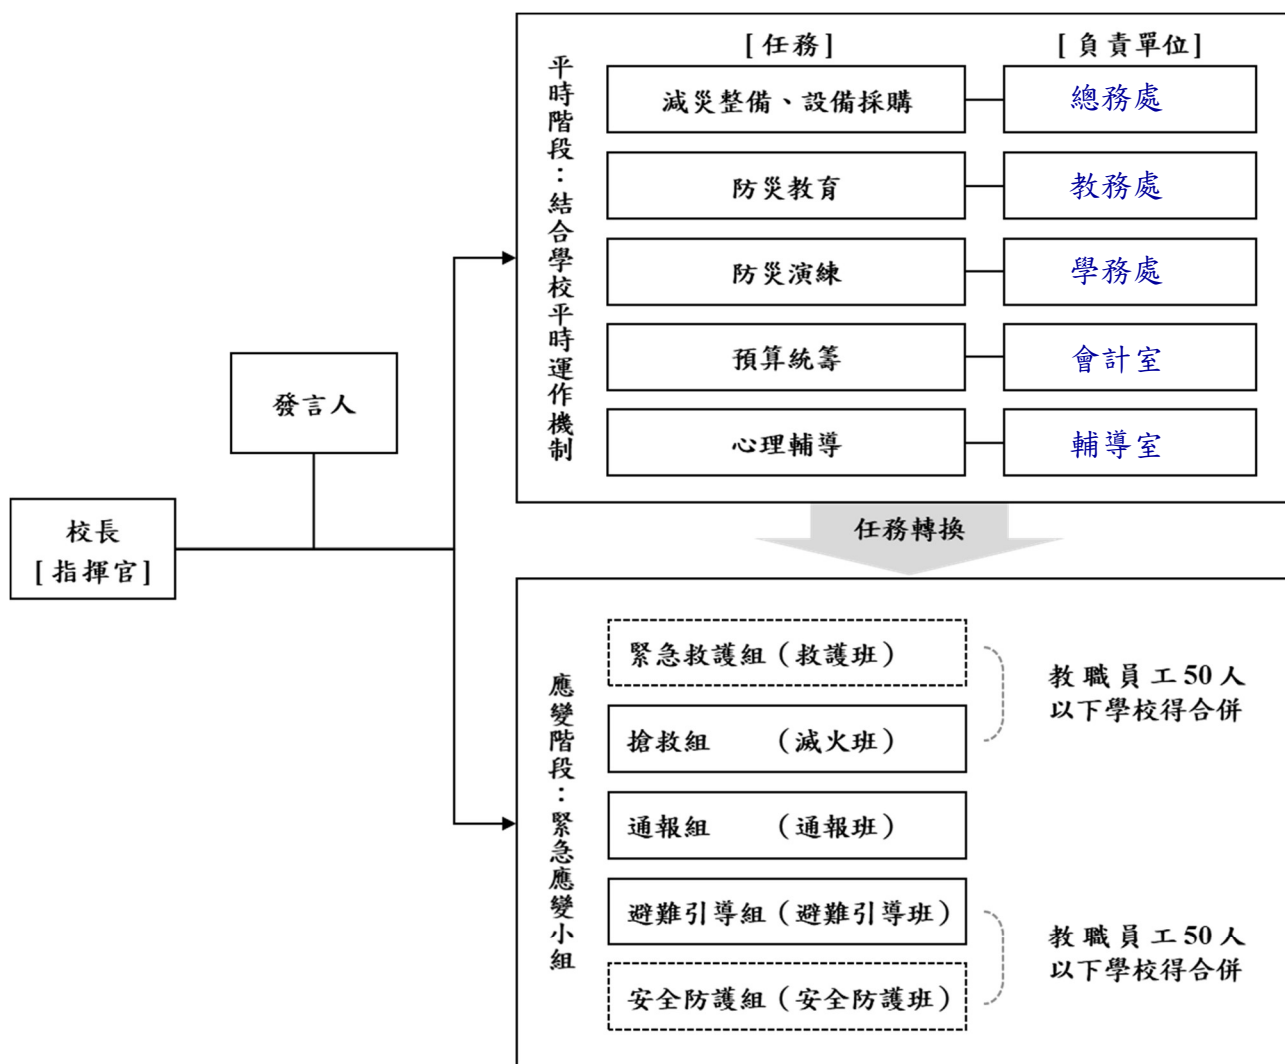 校長
[指揮官]
發言人
平時階段：結合學校平時運作機制
[任務]
[負責單位]
減災整備、設備採購
總務處
防災教育
教務處
防災演練
學務處
預算統籌
會計室
心理輔導
輔導室
任務轉換
應變階段：緊急應變小組
緊急救護組（救護班）
搶救組　　（滅火班）
教職員工50人
以下學校得合併
通報組　　（通報班）
避難引導組（避難引導班）
安全防護組（安全防護班）
教職員工50人
以下學校得合併